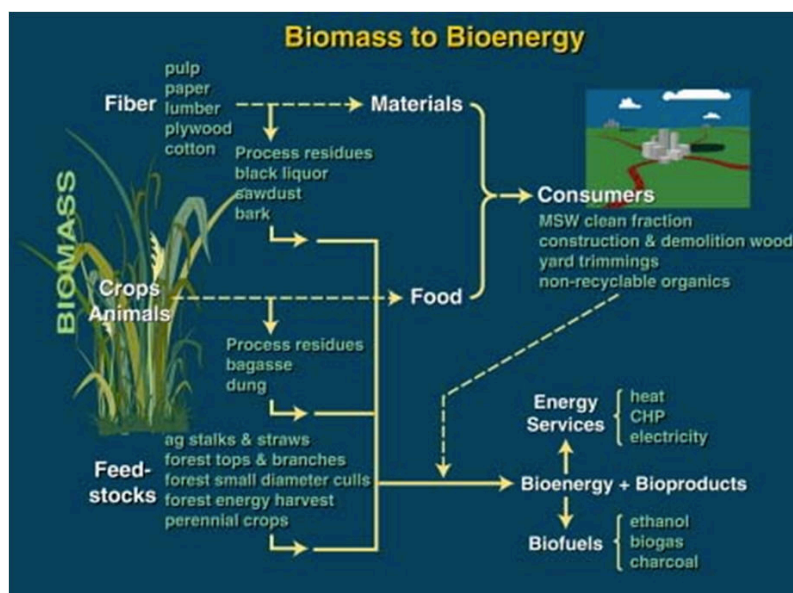 Biomass to Bioenergy
BIOMASS
Fiber
pulp
paper
lumber
plywood
cotton
Materials
Process residues
black liquor
sawdust
bark
Consumers
MSW clean fraction
construction & demolition wood
yard trimmings
non-recyclable organics
Crops
Animals
Food
Process residues
bagasse
dung
Feed-
stocks
ag stalks & straws
forest tops & branches
forest small diameter culls
forest energy harvest
perennial crops
Energy
Services
heat
CHP
electricity
Bioenergy + Bioproducts
Biofuels
ethanol
biogas
charcoal